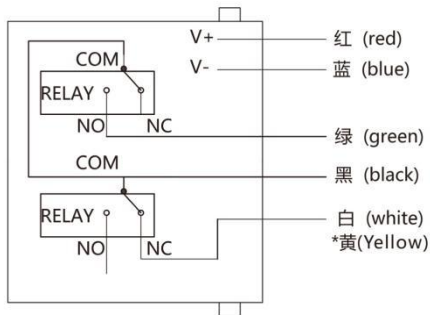 V+ 红 (red)
V- 蓝 (blue)
COM
RELAY
NO NC
绿 (green)
COM
黑 (black)
RELAY
白 (white)
NO NC
*黄(Yellow)